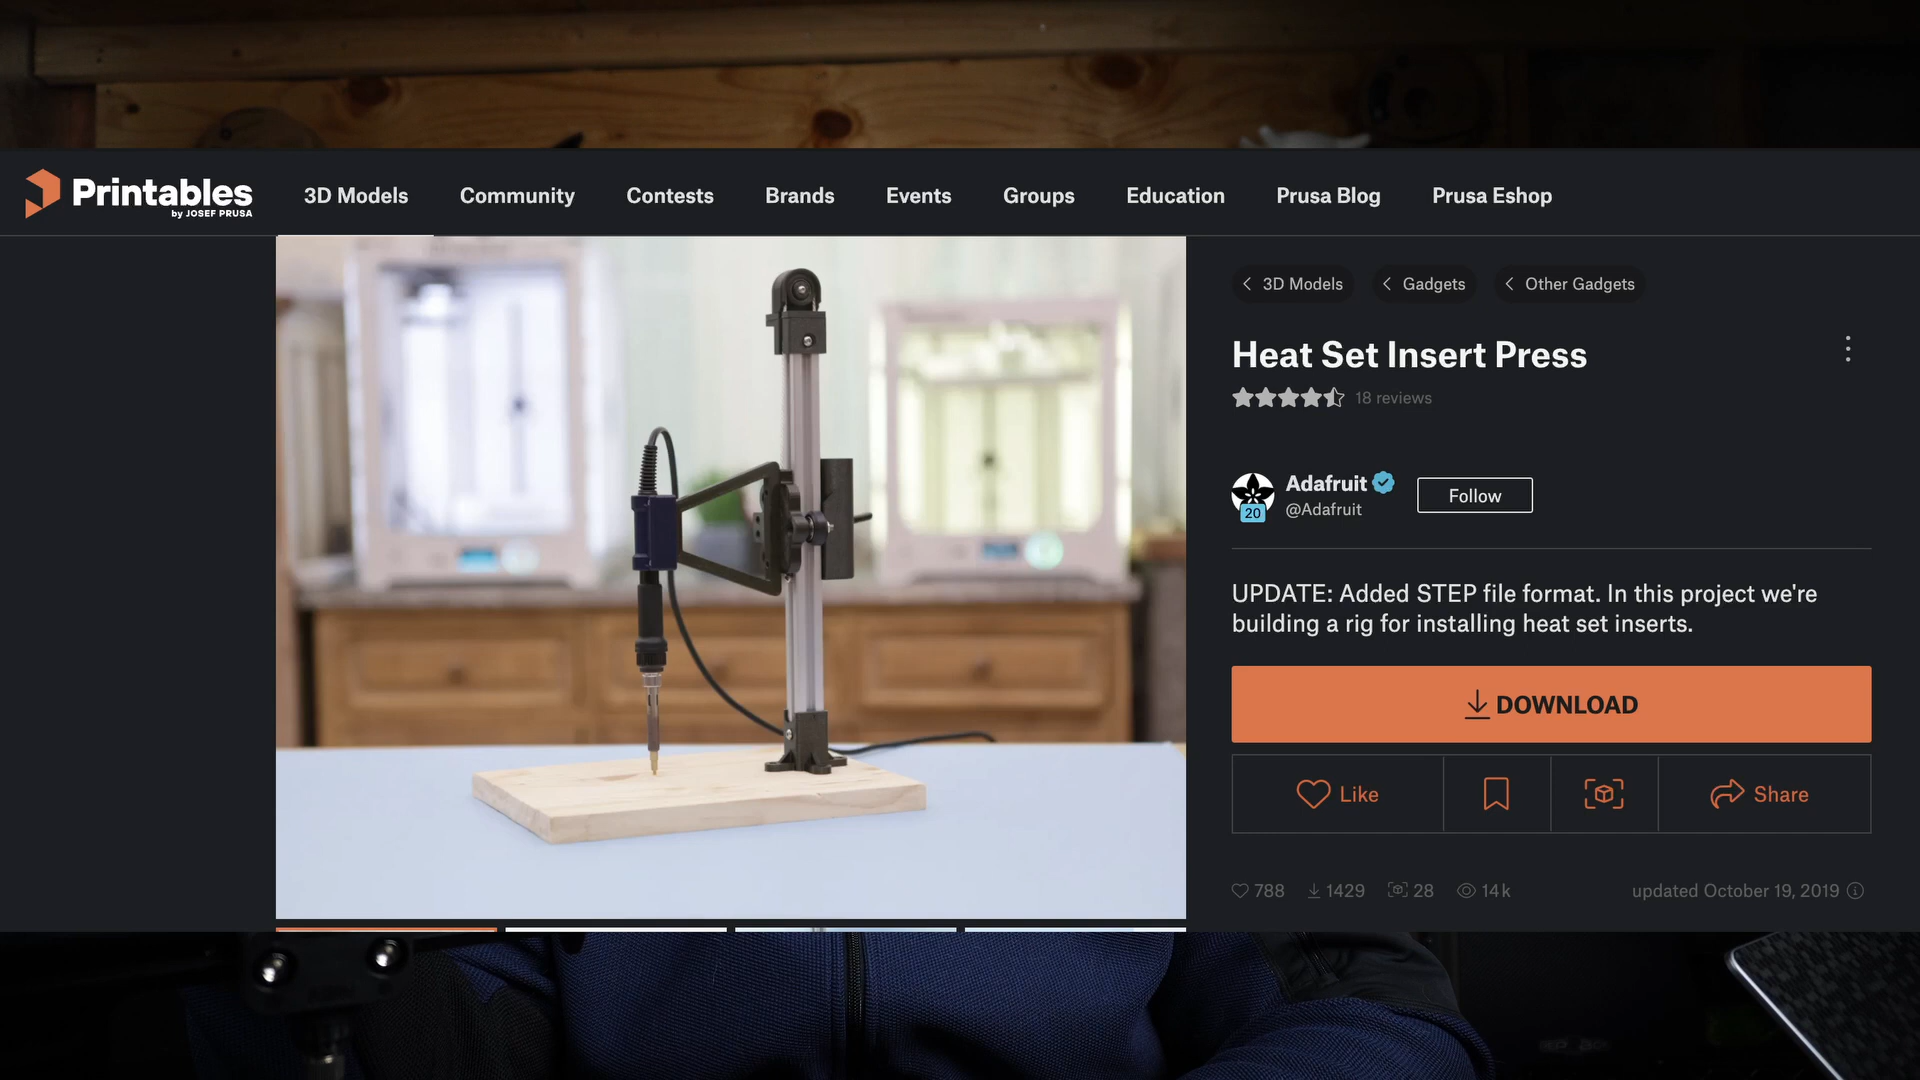 Printables
by JOSEF PRUSA
3D Models
Community
Contests
Brands
Events
Groups
Education
Prusa Blog
Prusa Eshop
3D Models
Gadgets
Other Gadgets
Heat Set Insert Press
18 reviews
Adafruit
20
@Adafruit
Follow
UPDATE: Added STEP file format. In this project we're
building a rig for installing heat set inserts.
DOWNLOAD
Like
Share
788
1429
28
14k
updated October 19, 2019